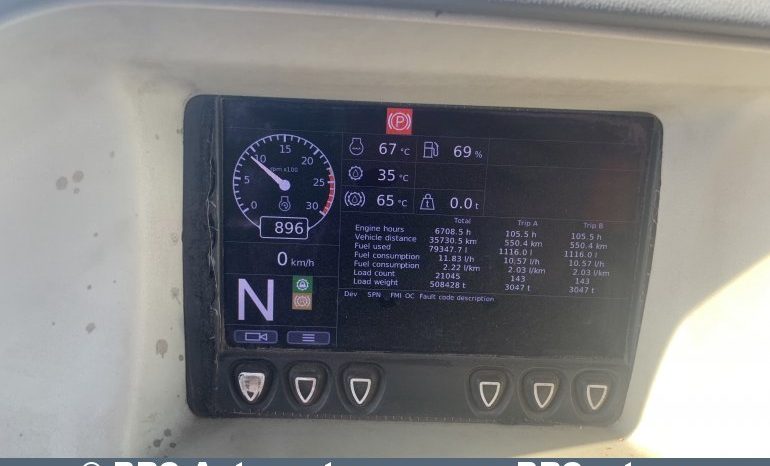 P
15
10
20
rpm x100
5
25
0
30
896
67 °C
69 %
35 °C
65 °C
0.0 t
0 km/h
N
Total Trip A Trip B
Engine hours 6708.5 h 105.5 h 105.5 h
Vehicle distance 35730.5 km 550.4 km 550.4 km
Fuel used 79347.7 l 1116.0 l 1116.0 l
Fuel consumption 11.83 l/h 10.57 l/h 10.57 l/h
Fuel consumption 2.22 l/km 2.03 l/km 2.03 l/km
Load count 21045 143 143
Load weight 508428 t 3047 t 3047 t
Dev SPN FMI OC Fault code description